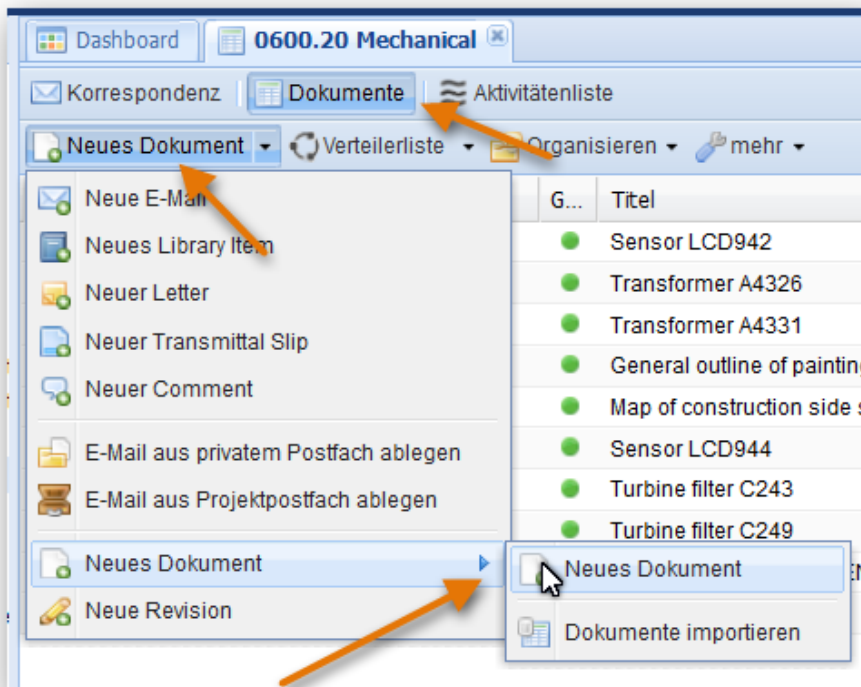 Dashboard 0600.20 Mechanical
Korrespondenz Dokumente Aktivitätenliste
Neues Dokument Verteilerliste Organisieren mehr
Neue E-Mail
G... Titel
Neues Library Item
Sensor LCD942
Neuer Letter
Transformer A4326
Neuer Transmittal Slip
Transformer A4331
Neuer Comment
General outline of painting
Map of construction side s
E-Mail aus privatem Postfach ablegen
Sensor LCD944
E-Mail aus Projektpostfach ablegen
Turbine filter C243
Turbine filter C249
Neues Dokument
Neues Dokument
Neue Revision
Dokumente importieren